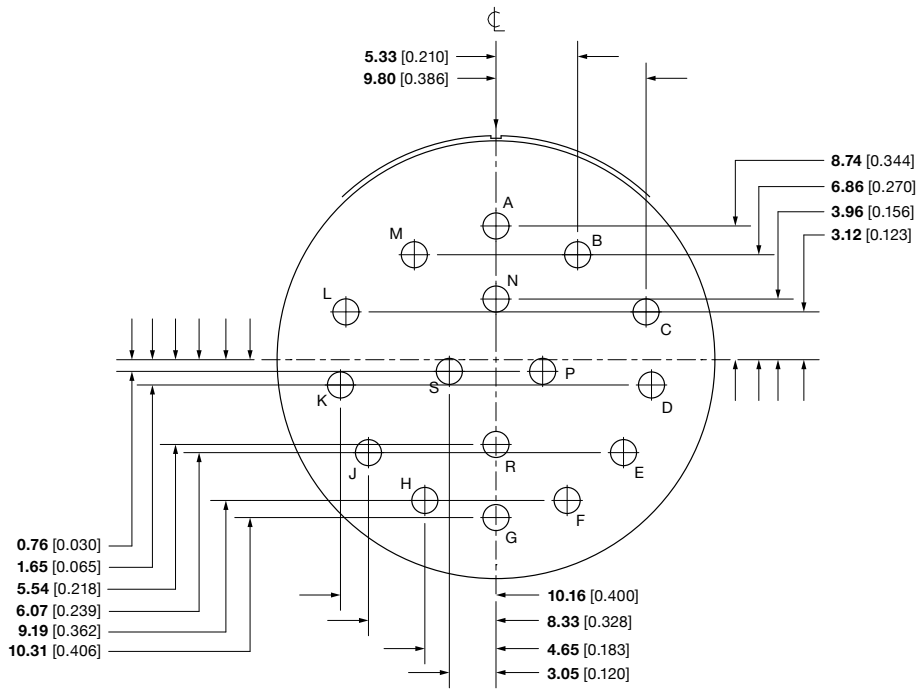 ℄
5.33 [0.210]
9.80 [0.386]
8.74 [0.344]
6.86 [0.270]
3.96 [0.156]
3.12 [0.123]
A
M
B
N
L
C
S
P
K
D
J
R
E
H
F
G
0.76 [0.030]
1.65 [0.065]
5.54 [0.218]
6.07 [0.239]
9.19 [0.362]
10.31 [0.406]
10.16 [0.400]
8.33 [0.328]
4.65 [0.183]
3.05 [0.120]